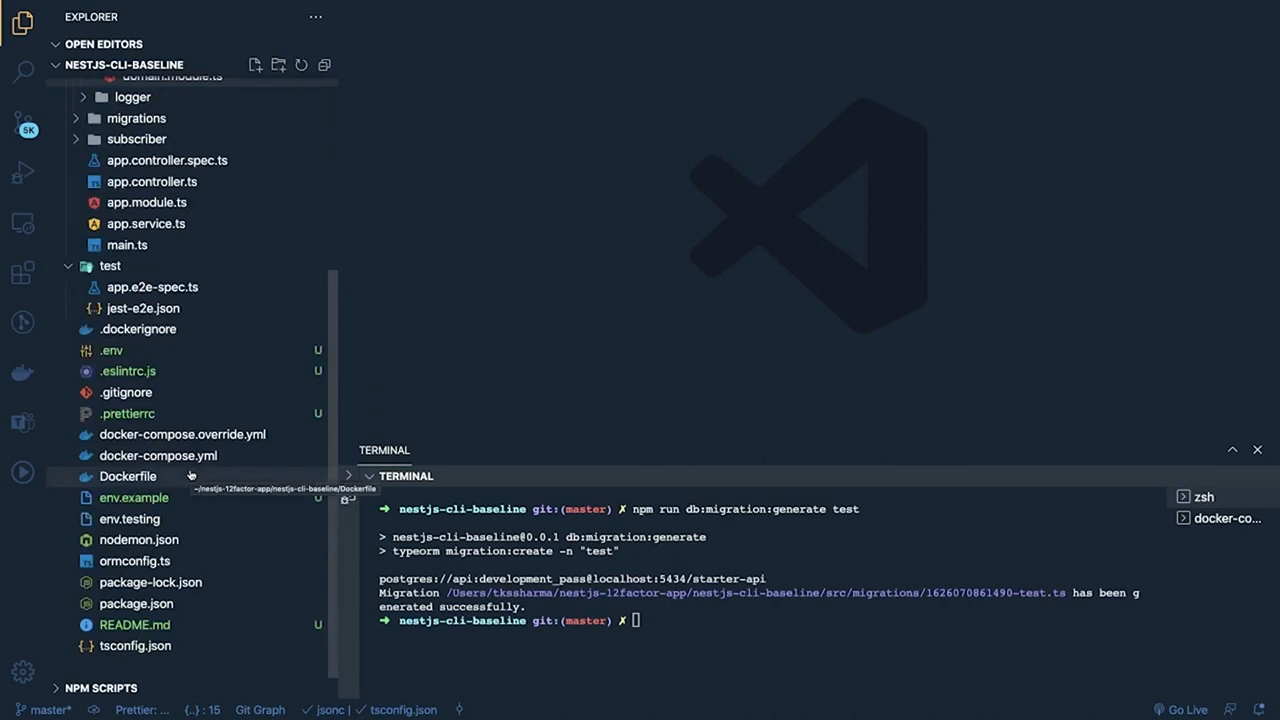 EXPLORER
OPEN EDITORS
NESTJS-CLI-BASELINE
domain.module.ts
logger
migrations
5K
subscriber
app.controller.spec.ts
app.controller.ts
app.module.ts
app.service.ts
main.ts
test
app.e2e-spec.ts
jest-e2e.json
.dockerignore
.env U
.eslintrc.js U
.gitignore
.prettierrc U
docker-compose.override.yml
docker-compose.yml
Dockerfile
~/nestjs-12factor-app/nestjs-cli-baseline/Dockerfile
env.example U
env.testing
nodemon.json
ormconfig.ts
package-lock.json
package.json
README.md U
tsconfig.json
NPM SCRIPTS
TERMINAL
TERMINAL
➜ nestjs-cli-baseline git:(master) ✗ npm run db:migration:generate test
> nestjs-cli-baseline@0.0.1 db:migration:generate
> typeorm migration:create -n "test"
postgres://api:development_pass@localhost:5434/starter-api
Migration /Users/tkssharma/nestjs-12factor-app/nestjs-cli-baseline/src/migrations/1626070861490-test.ts has been g
enerated successfully.
➜ nestjs-cli-baseline git:(master) ✗
zsh
docker-co...
master* Prettier: ... {..} : 15 Git Graph ✓ jsonc | ✓ tsconfig.json Go Live